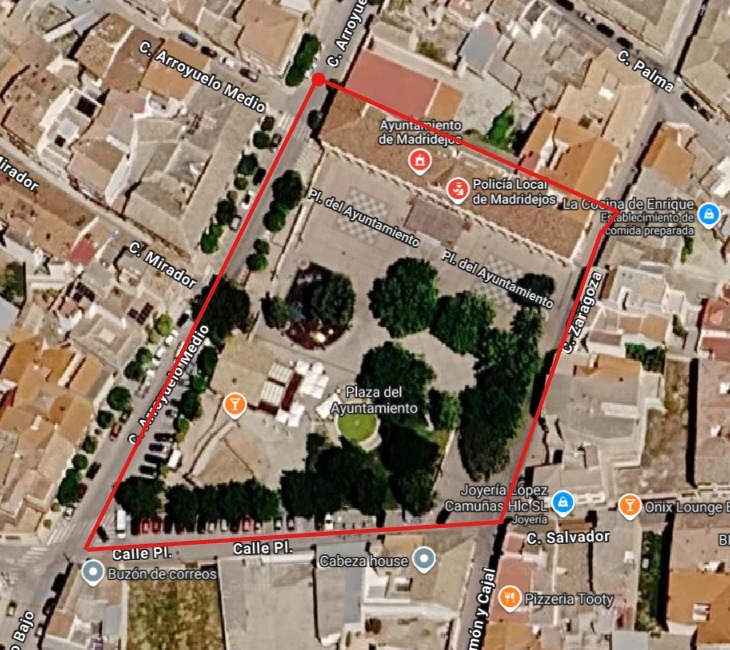 C. Arroyue
C. Palma
C. Arroyuelo Medio
Ayuntamiento
de Madridejos
Mirador
Policía Local
de Madridejos
La Cocina de Enrique
Establecimiento de
comida preparada
Pl. del Ayuntamiento
C. Mirador
Pl. del Ayuntamiento
C. Zaragoza
C. Arroyuelo Medio
Plaza del
Ayuntamiento
Joyería López
Camuñas Hlc SL
Joyería
Onix Lounge B
C. Salvador
Calle Pl.
Calle Pl.
Cabeza house
Buzón de correos
món y Cajal
Pizzeria Tooty
o Bajo